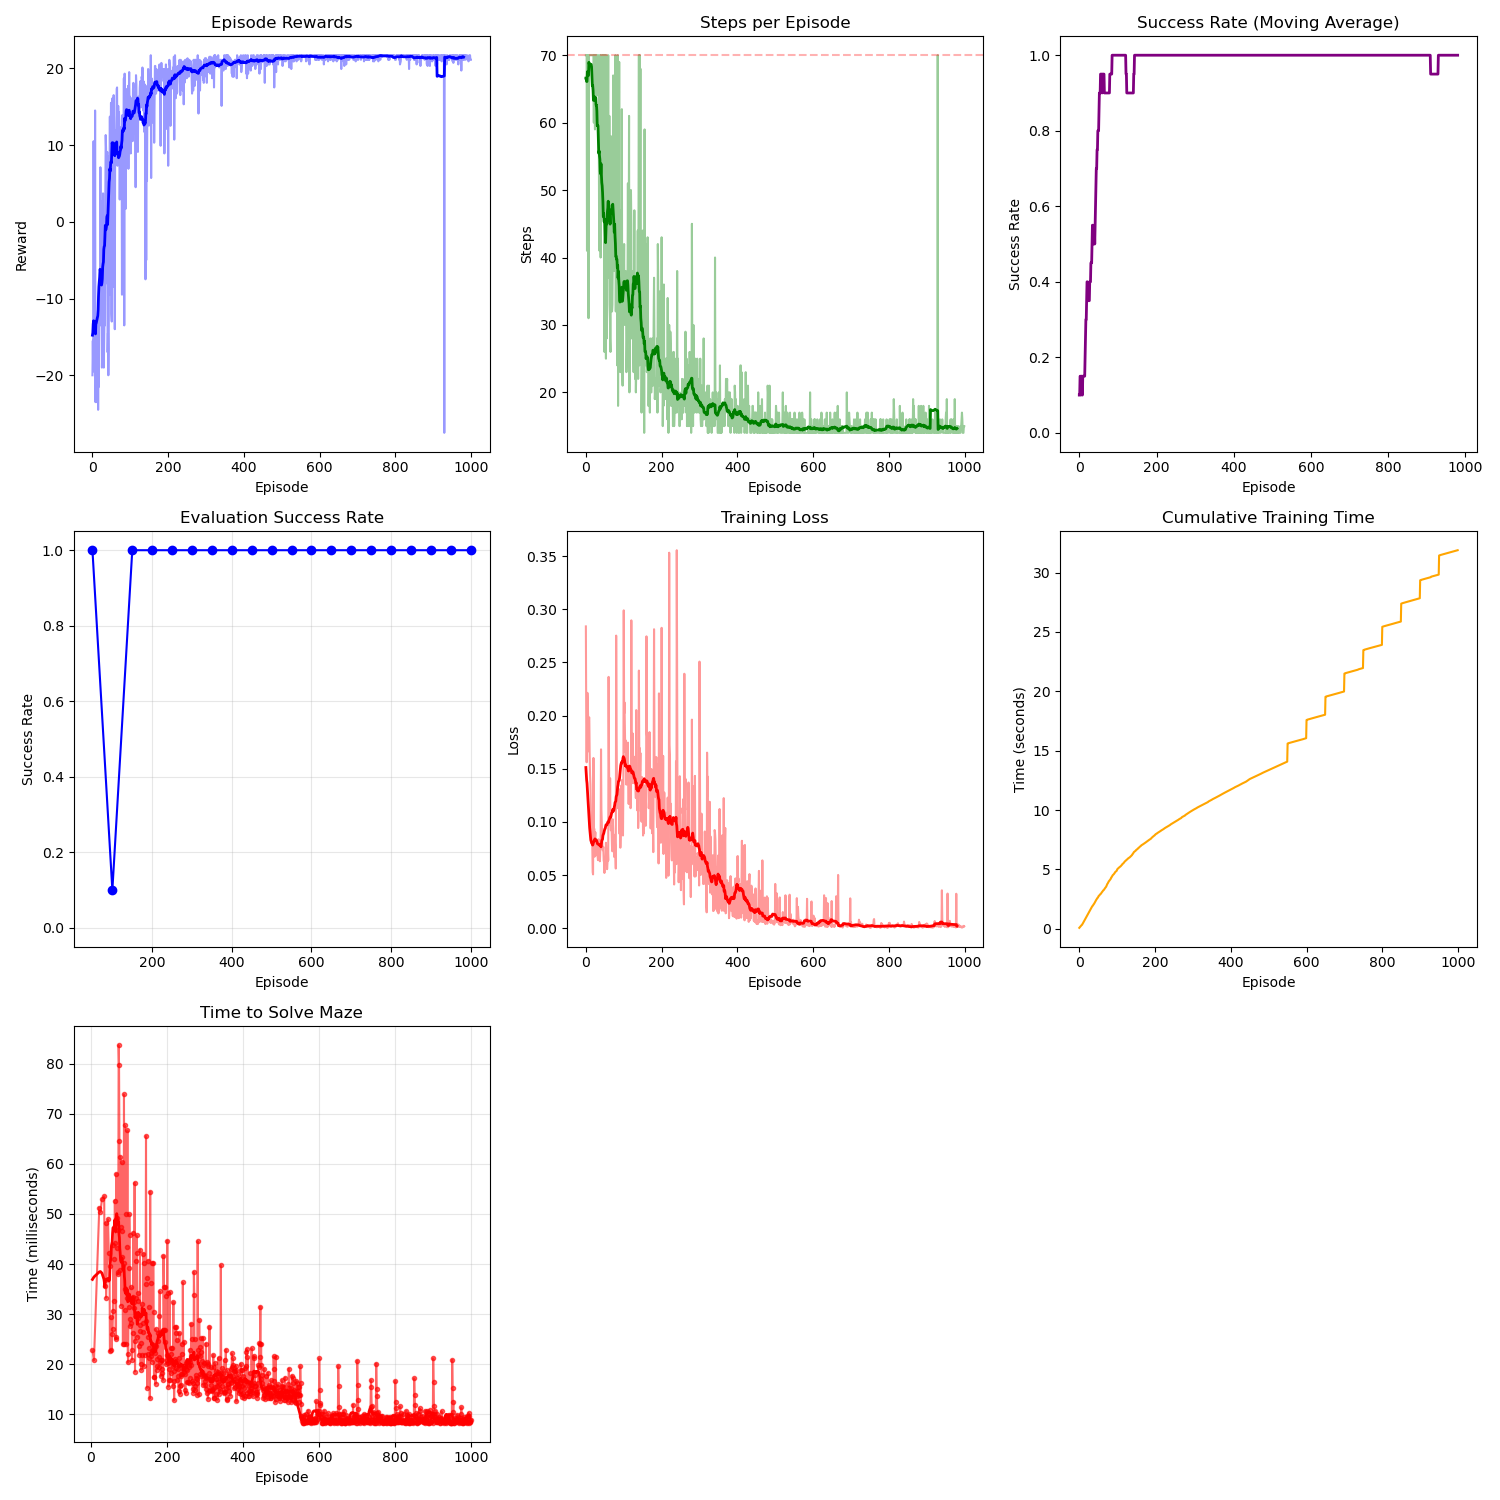 Episode Rewards
20
10
0
−10
−20
Reward
0 200 400 600 800 1000
Episode
Steps per Episode
70
60
50
40
30
20
Steps
0 200 400 600 800 1000
Episode
Success Rate (Moving Average)
1.0
0.8
0.6
0.4
0.2
0.0
Success Rate
0 200 400 600 800 1000
Episode
Evaluation Success Rate
1.0
0.8
0.6
0.4
0.2
0.0
Success Rate
200 400 600 800 1000
Episode
Training Loss
0.35
0.30
0.25
0.20
0.15
0.10
0.05
0.00
Loss
0 200 400 600 800 1000
Episode
Cumulative Training Time
30
25
20
15
10
5
0
Time (seconds)
0 200 400 600 800 1000
Episode
Time to Solve Maze
80
70
60
50
40
30
20
10
Time (milliseconds)
0 200 400 600 800 1000
Episode